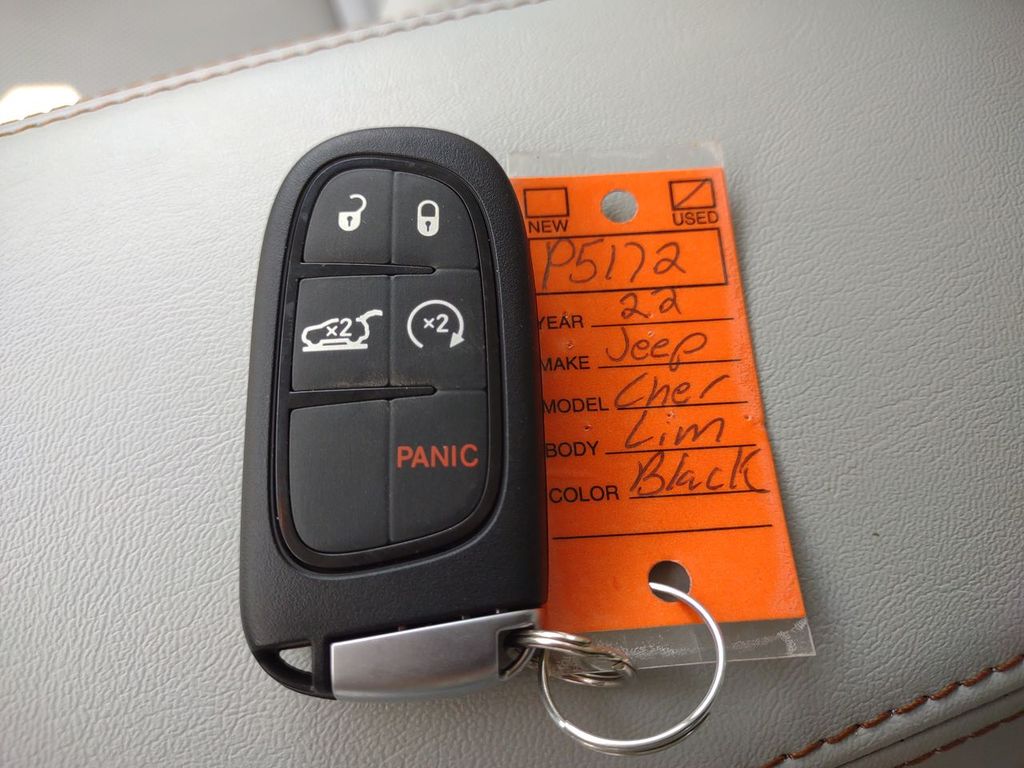 ×2
×2
PANIC
NEW
USED
P5172
YEAR 22
MAKE Jeep
MODEL Cher
BODY Lim
COLOR Black